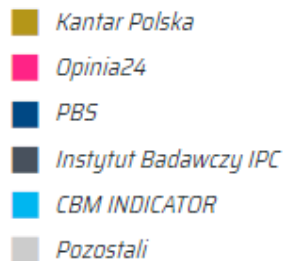 Kantar Polska
Opinia24
PBS
Instytut Badawczy IPC
CBM INDICATOR
Pozostali